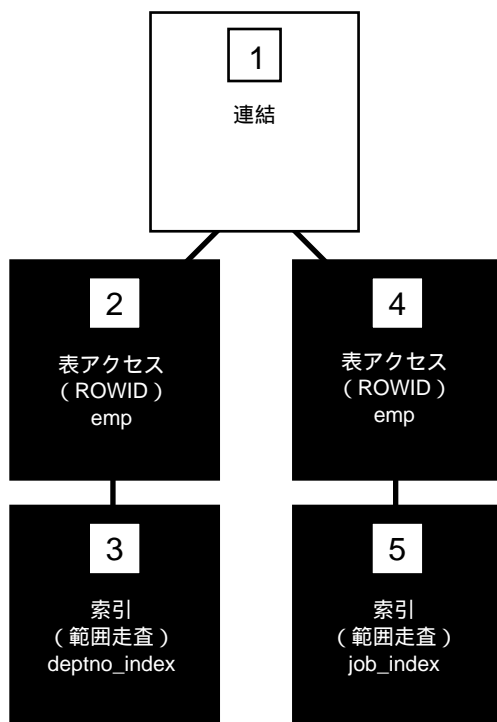 1
連結
2
表アクセス
（ROWID）
emp
4
表アクセス
（ROWID）
emp
3
索引
（範囲走査）
deptno_index
5
索引
（範囲走査）
job_index